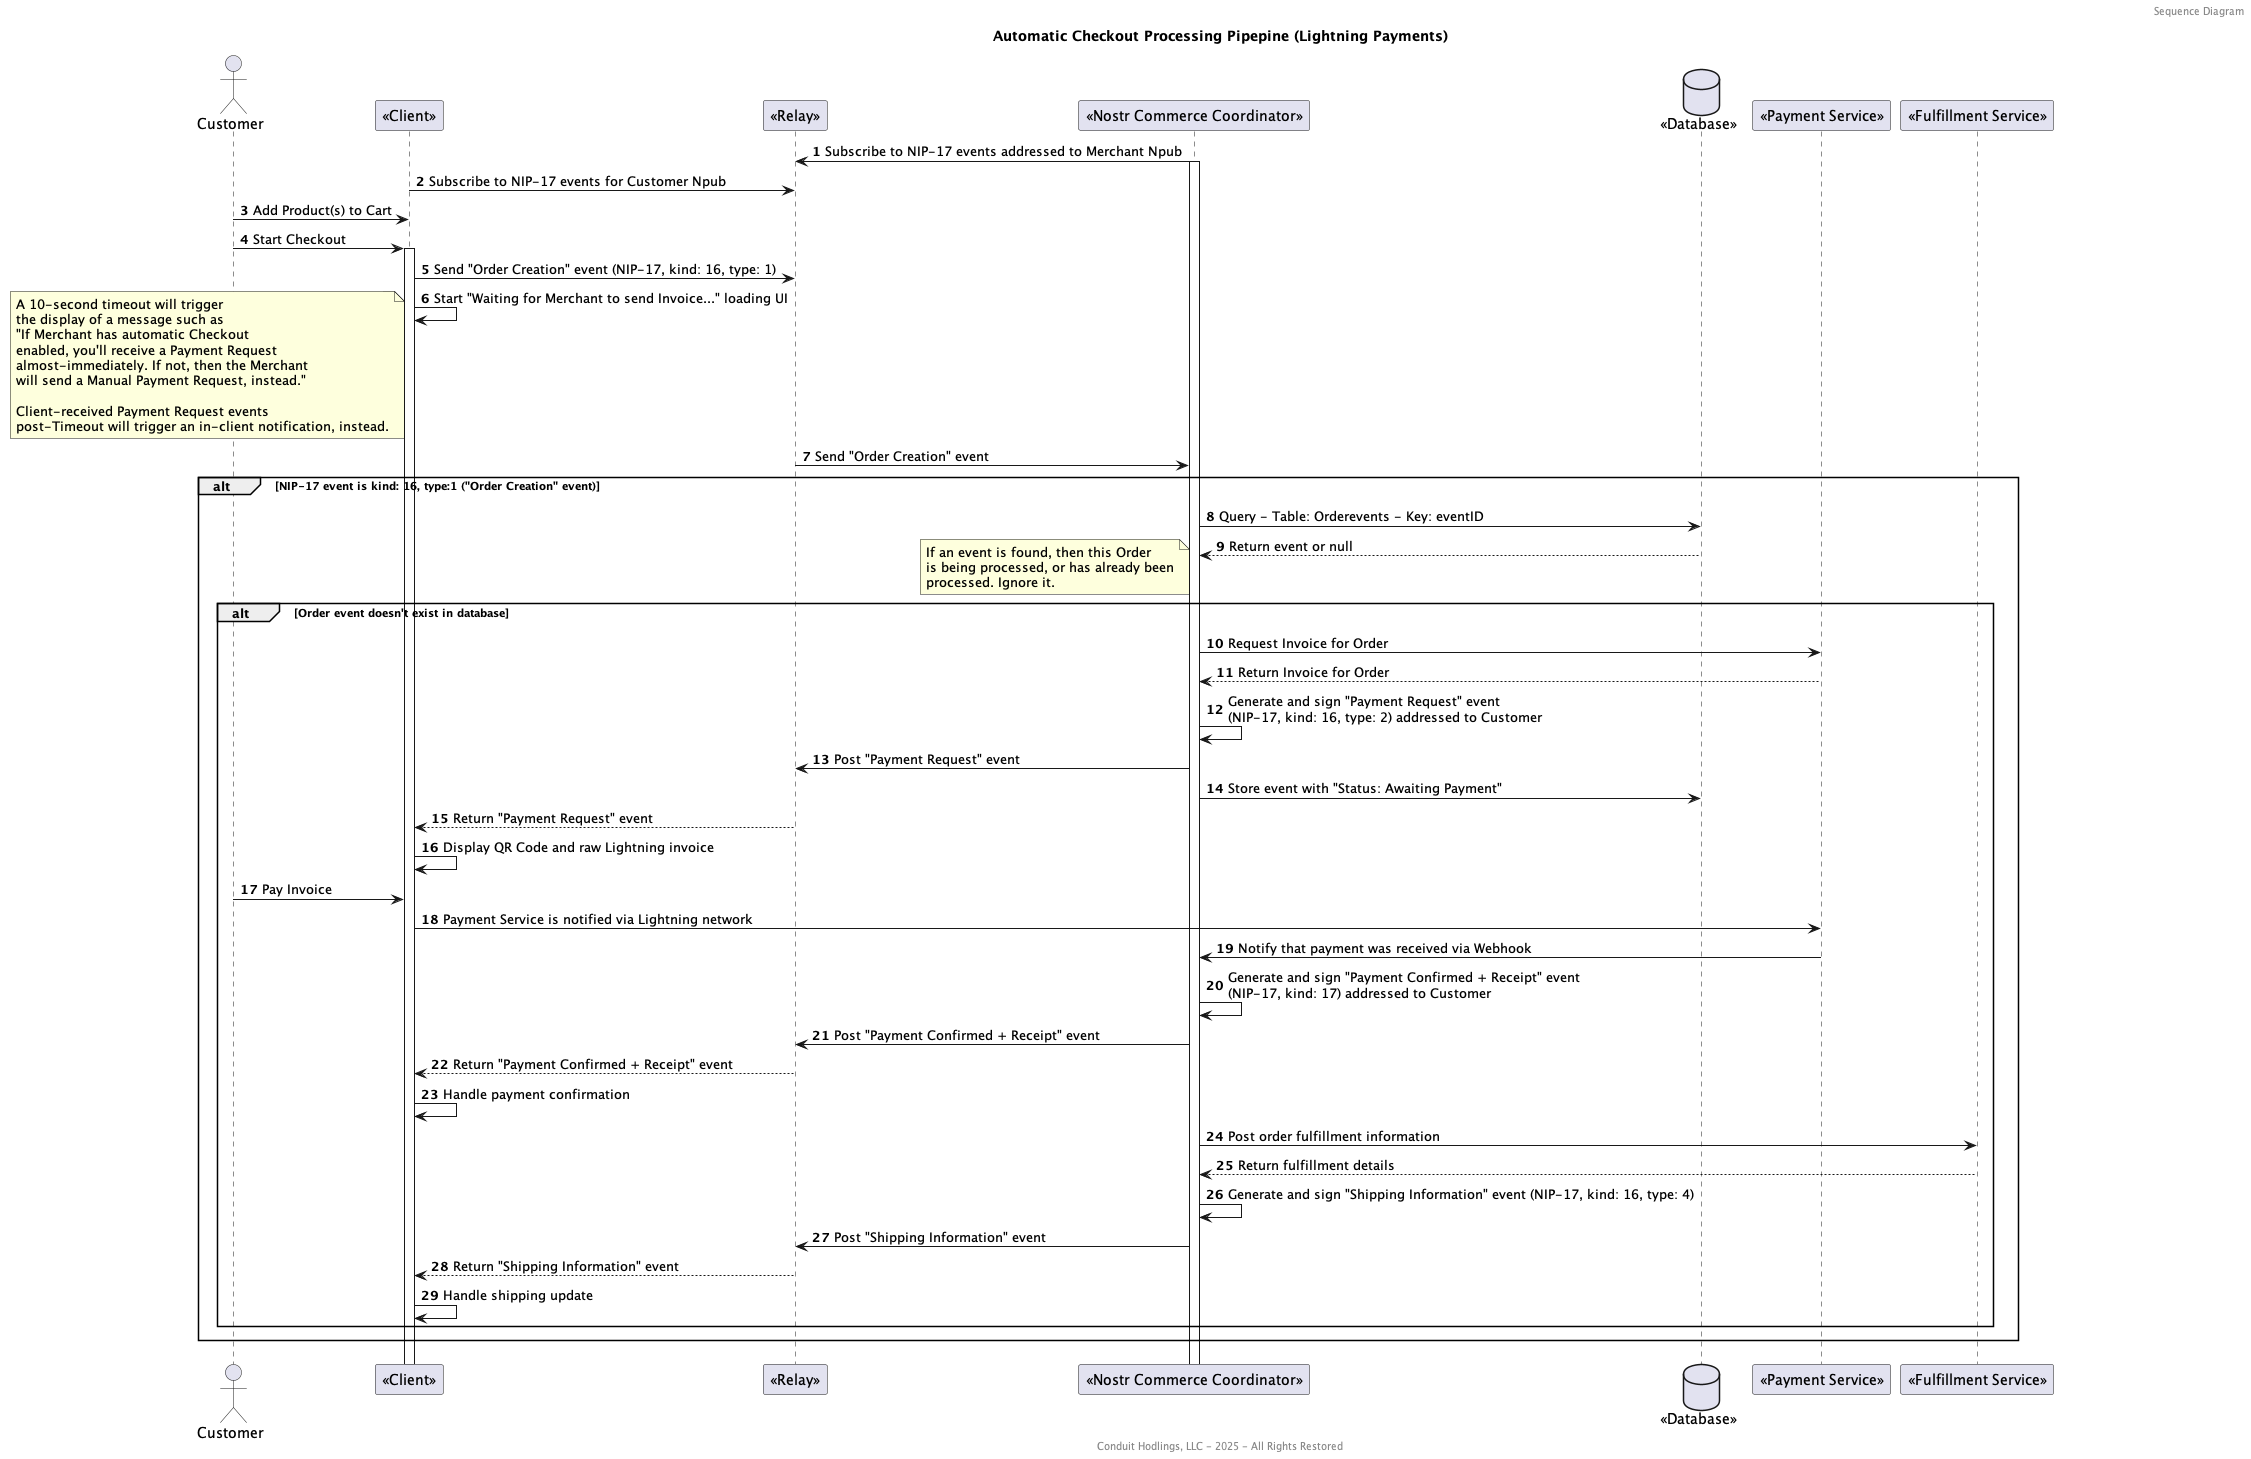 Sequence Diagram
Automatic Checkout Processing Pipepine (Lightning Payments)
Customer
«Client»
«Relay»
«Nostr Commerce Coordinator»
«Database»
«Payment Service»
«Fulfillment Service»
1 Subscribe to NIP-17 events addressed to Merchant Npub
2 Subscribe to NIP-17 events for Customer Npub
3 Add Product(s) to Cart
4 Start Checkout
5 Send "Order Creation" event (NIP-17, kind: 16, type: 1)
6 Start "Waiting for Merchant to send Invoice..." loading UI
A 10-second timeout will trigger
the display of a message such as
"If Merchant has automatic Checkout
enabled, you'll receive a Payment Request
almost-immediately. If not, then the Merchant
will send a Manual Payment Request, instead."
Client-received Payment Request events
post-Timeout will trigger an in-client notification, instead.
7 Send "Order Creation" event
alt [NIP-17 event is kind: 16, type:1 ("Order Creation" event)]
8 Query - Table: Orderevents - Key: eventID
9 Return event or null
If an event is found, then this Order
is being processed, or has already been
processed. Ignore it.
alt [Order event doesn't exist in database]
10 Request Invoice for Order
11 Return Invoice for Order
12 Generate and sign "Payment Request" event
(NIP-17, kind: 16, type: 2) addressed to Customer
13 Post "Payment Request" event
14 Store event with "Status: Awaiting Payment"
15 Return "Payment Request" event
16 Display QR Code and raw Lightning invoice
17 Pay Invoice
18 Payment Service is notified via Lightning network
19 Notify that payment was received via Webhook
20 Generate and sign "Payment Confirmed + Receipt" event
(NIP-17, kind: 17) addressed to Customer
21 Post "Payment Confirmed + Receipt" event
22 Return "Payment Confirmed + Receipt" event
23 Handle payment confirmation
24 Post order fulfillment information
25 Return fulfillment details
26 Generate and sign "Shipping Information" event (NIP-17, kind: 16, type: 4)
27 Post "Shipping Information" event
28 Return "Shipping Information" event
29 Handle shipping update
Customer
«Client»
«Relay»
«Nostr Commerce Coordinator»
«Database»
«Payment Service»
«Fulfillment Service»
Conduit Hodlings, LLC - 2025 - All Rights Restored